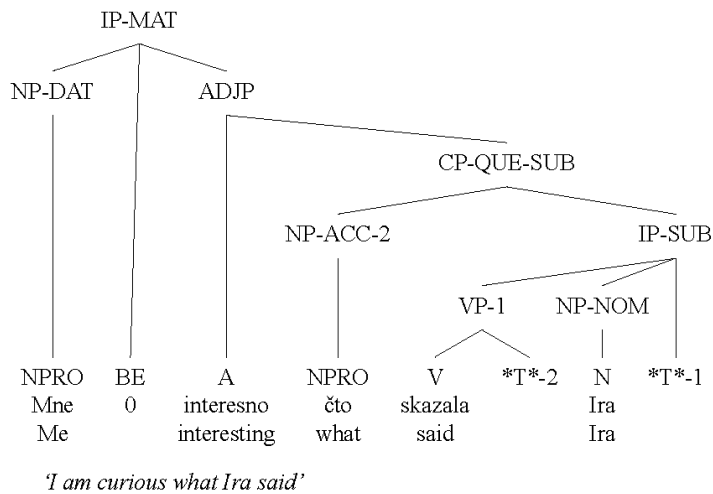 IP-MAT
NP-DAT ADJP
CP-QUE-SUB
NP-ACC-2 IP-SUB
VP-1 NP-NOM
NPRO BE A NPRO V *T*-2 N *T*-1
Mne 0 interesno čto skazala Ira
Me interesting what said Ira
‘I am curious what Ira said’